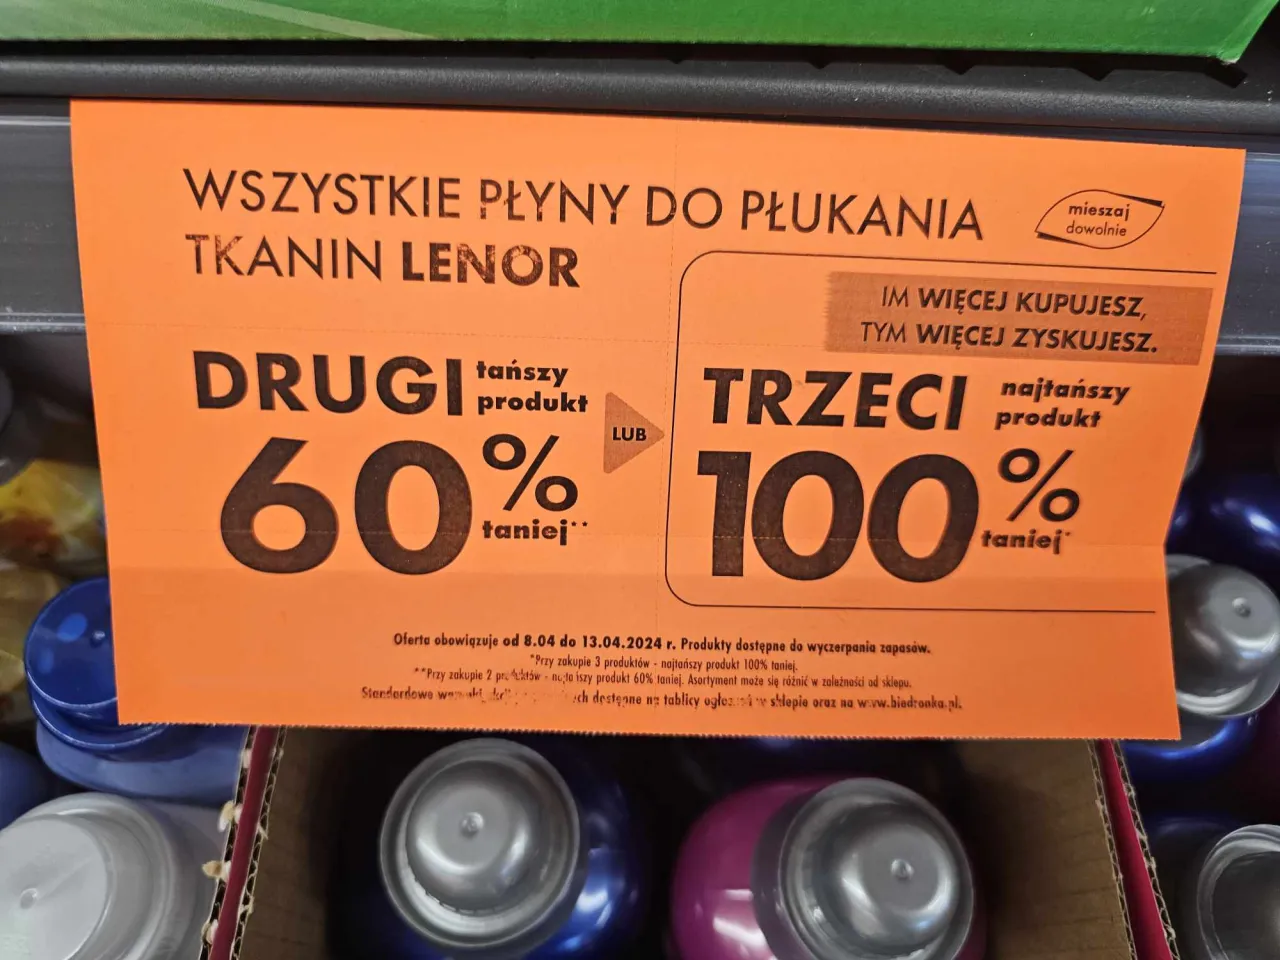 WSZYSTKIE PŁYNY DO PŁUKANIA
TKANIN LENOR
mieszaj
dowolnie
DRUGI tańszy
produkt
60%
taniej**
LUB
IM WIĘCEJ KUPUJESZ,
TYM WIĘCEJ ZYSKUJESZ.
TRZECI najtańszy
produkt
100%
taniej*
Oferta obowiązuje od 8.04 do 13.04.2024 r. Produkty dostępne do wyczerpania zapasów.
*Przy zakupie 3 produktów - najtańszy produkt 100% taniej.
**Przy zakupie 2 produktów - tańszy produkt 60% taniej. Asortyment może się różnić w zależności od sklepu.
Standardowe dostępne na tablicy ogłoszeń w sklepie oraz na www.biedronka.pl.